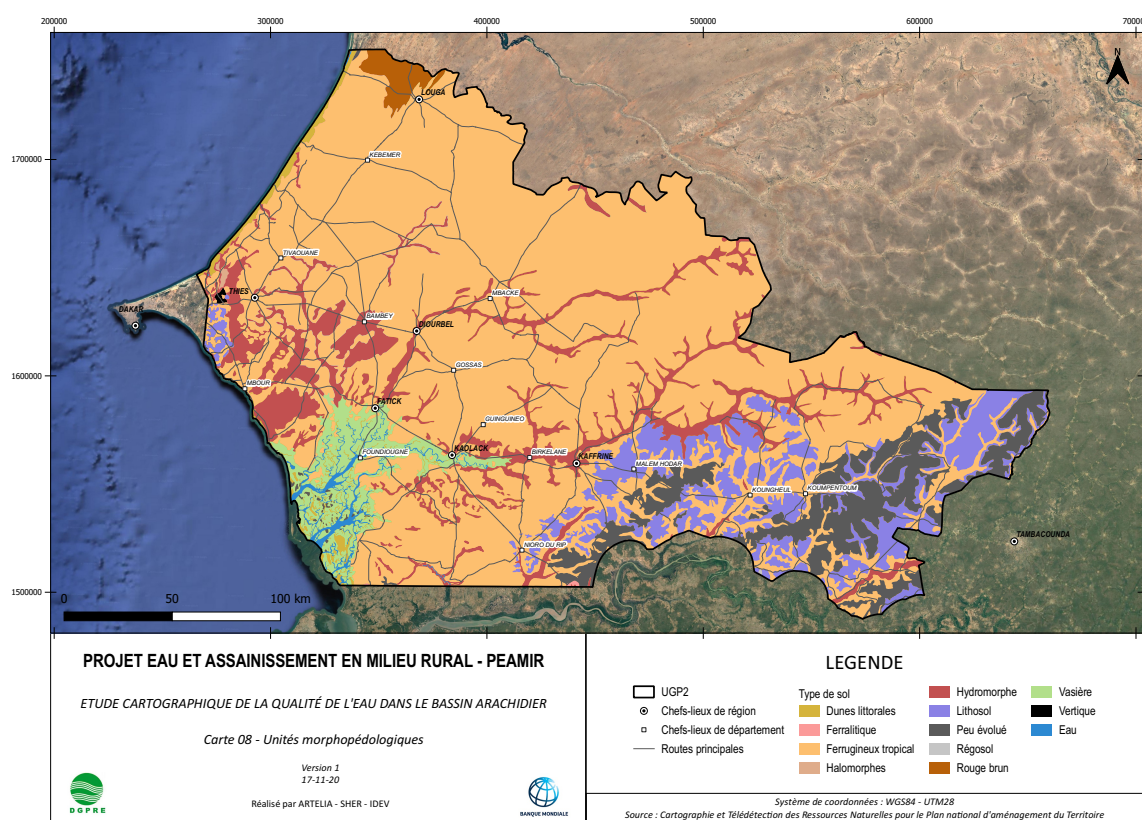 200000 300000 400000 500000 600000 700000
N
LOUGA
1700000
KEBEMER
TIVAOUANE
THIES
MBACKE
DAKAR
BAMBEY
DIOURBEL
1600000
GOSSAS
MBOUR
FATICK
GUINGUINEO
FOUNDIOUGNE
KAOLACK
BIRKELANE
KAFFRINE
MALEM HODAR
KOUNGHEUL
KOUMPENTOUM
TAMBACOUNDA
NIORO DU RIP
1500000
0 50 100 km
PROJET EAU ET ASSAINISSEMENT EN MILIEU RURAL - PEAMIR
ETUDE CARTOGRAPHIQUE DE LA QUALITÉ DE L'EAU DANS LE BASSIN ARACHIDIER
Carte 08 - Unités morphopédologiques
Version 1
17-11-20
Réalisé par ARTELIA - SHER - IDEV
DGPRE
BANQUE MONDIALE
LEGENDE
UGP2
Chefs-lieux de région
Chefs-lieux de département
Routes principales
Type de sol
Dunes littorales
Ferralitique
Ferrugineux tropical
Halomorphes
Hydromorphe
Lithosol
Peu évolué
Régosol
Rouge brun
Vasière
Vertique
Eau
Système de coordonnées : WGS84 - UTM28
Source : Cartographie et Télédétection des Ressources Naturelles pour le Plan national d'aménagement du Territoire